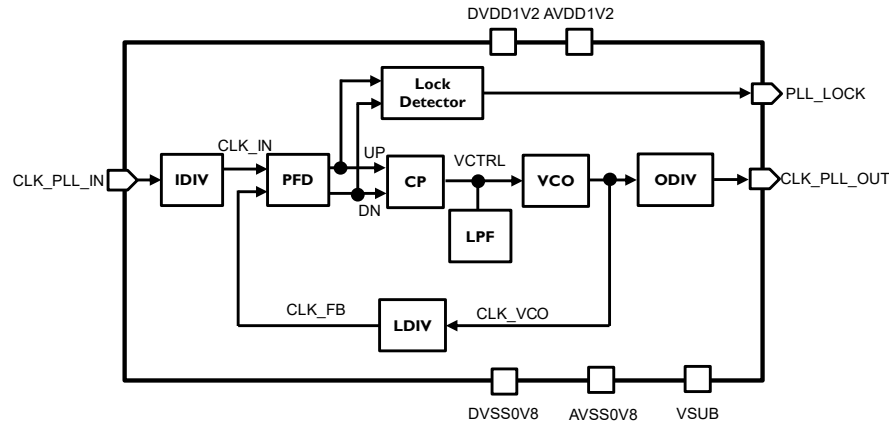 DVDD1V2 AVDD1V2
Lock
Detector
PLL_LOCK
CLK_IN
UP
VCTRL
CLK_PLL_IN
IDIV
PFD
CP
VCO
ODIV
CLK_PLL_OUT
DN
LPF
CLK_FB
LDIV
CLK_VCO
DVSS0V8
AVSS0V8
VSUB